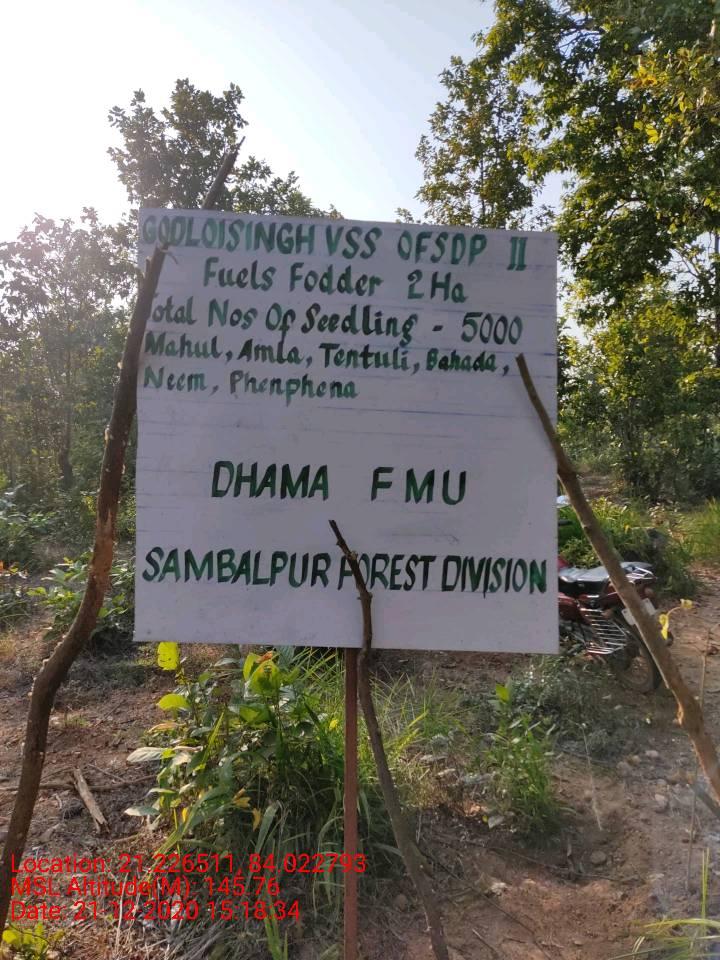 GODLOISINGH VSS OFSDP II
Fuels Fodder 2 Ha
Total Nos Of Seedling - 5000
Mahul, Amla, Tentuli, Bahada,
Neem, Phenphena
DHAMA FMU
SAMBALPUR FOREST DIVISION
Location: 21.226511, 84.022793
MSL Altitude(M): 145.76
Date: 21-12-2020 15:18:34